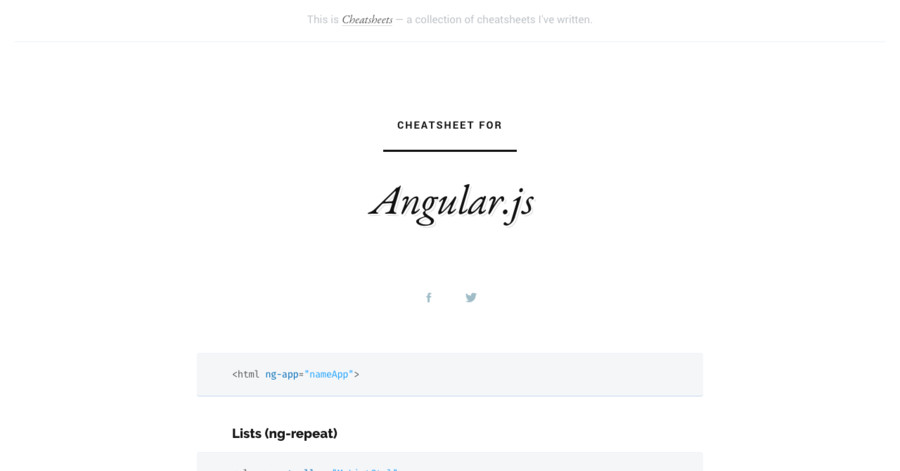 This is Cheatsheets — a collection of cheatsheets I've written.
CHEATSHEET FOR
Angular.js
<html ng-app="nameApp">
Lists (ng-repeat)